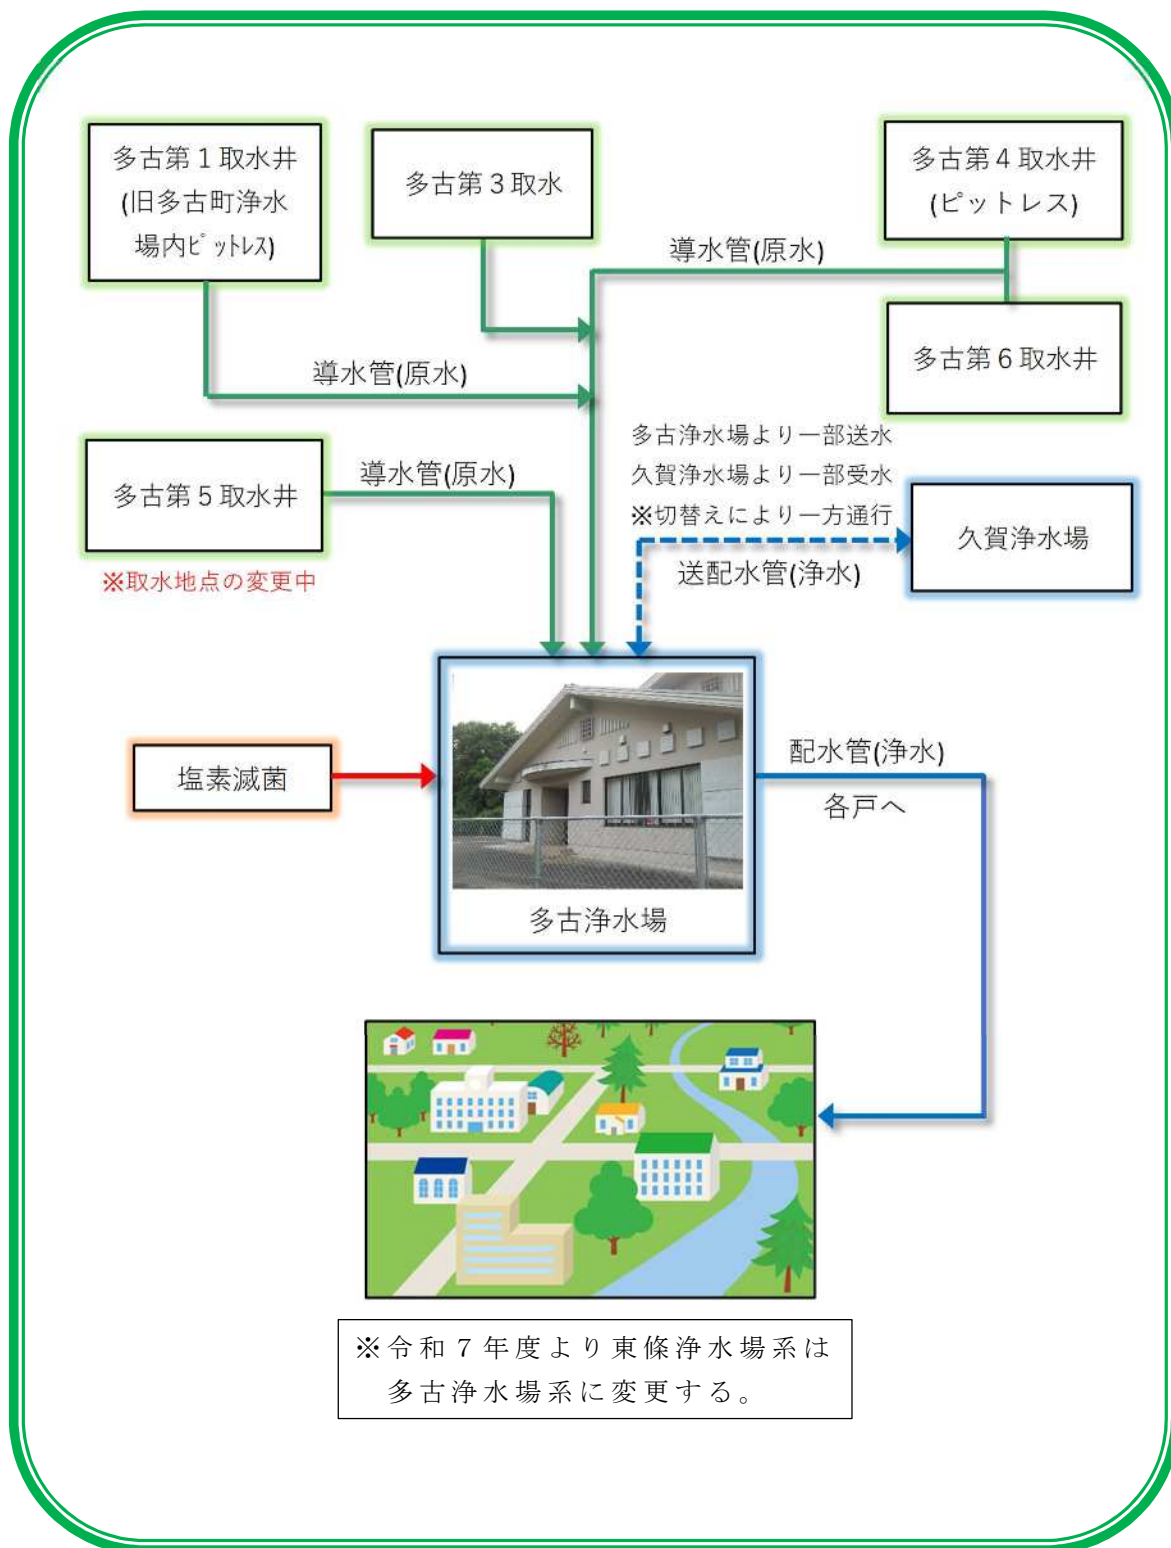 多古第１取水井
(旧多古町浄水
場内ﾋﾟｯﾄﾚｽ)
多古第３取水
多古第４取水井
(ピットレス)
導水管(原水)
多古第６取水井
導水管(原水)
多古浄水場より一部送水
久賀浄水場より一部受水
※切替えにより一方通行
多古第５取水井
導水管(原水)
久賀浄水場
※取水地点の変更中
送配水管(浄水)
塩素滅菌
配水管(浄水)
各戸へ
多古浄水場
※令和７年度より東條浄水場系は
多古浄水場系に変更する。